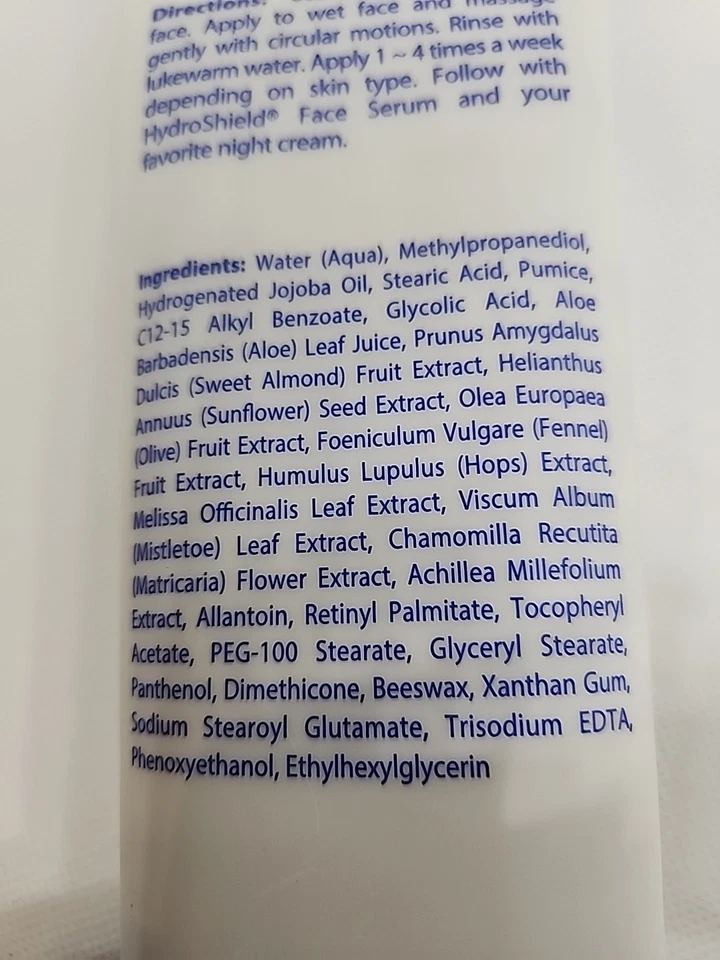 Directions:
face. Apply to wet face and massage
gently with circular motions. Rinse with
lukewarm water. Apply 1 ~ 4 times a week
depending on skin type. Follow with
HydroShield® Face Serum and your
favorite night cream.
Ingredients: Water (Aqua), Methylpropanediol,
Hydrogenated Jojoba Oil, Stearic Acid, Pumice,
C12-15 Alkyl Benzoate, Glycolic Acid, Aloe
Barbadensis (Aloe) Leaf Juice, Prunus Amygdalus
Dulcis (Sweet Almond) Fruit Extract, Helianthus
Annuus (Sunflower) Seed Extract, Olea Europaea
(Olive) Fruit Extract, Foeniculum Vulgare (Fennel)
Fruit Extract, Humulus Lupulus (Hops) Extract,
Melissa Officinalis Leaf Extract, Viscum Album
(Mistletoe) Leaf Extract, Chamomilla Recutita
(Matricaria) Flower Extract, Achillea Millefolium
Extract, Allantoin, Retinyl Palmitate, Tocopheryl
Acetate, PEG-100 Stearate, Glyceryl Stearate,
Panthenol, Dimethicone, Beeswax, Xanthan Gum,
Sodium Stearoyl Glutamate, Trisodium EDTA,
Phenoxyethanol, Ethylhexylglycerin